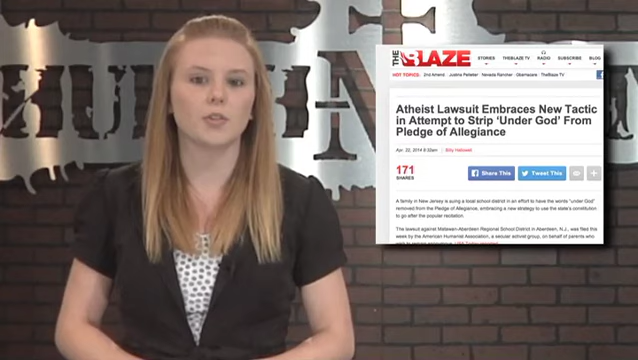 THE BLAZE
RADIO
STORIES THEBLAZE TV SUBSCRIBE BLOG
HOT TOPICS: 2nd Amend Justina Pelletier Nevada Rancher Obamacare TheBlaze TV
Atheist Lawsuit Embraces New Tactic
in Attempt to Strip ‘Under God’ From
Pledge of Allegiance
Apr. 22, 2014 8:32am Billy Hallowell
171
SHARES
f Share This
Tweet This
A family in New Jersey is suing a local school district in an effort to have the words "under God"
removed from the Pledge of Allegiance, embracing a new strategy to use the state's constitution
to go after the popular recitation.
The lawsuit against Matawan-Aberdeen Regional School District in Aberdeen, N.J., was filed this
week by the American Humanist Association, a secular activist group, on behalf of parents who